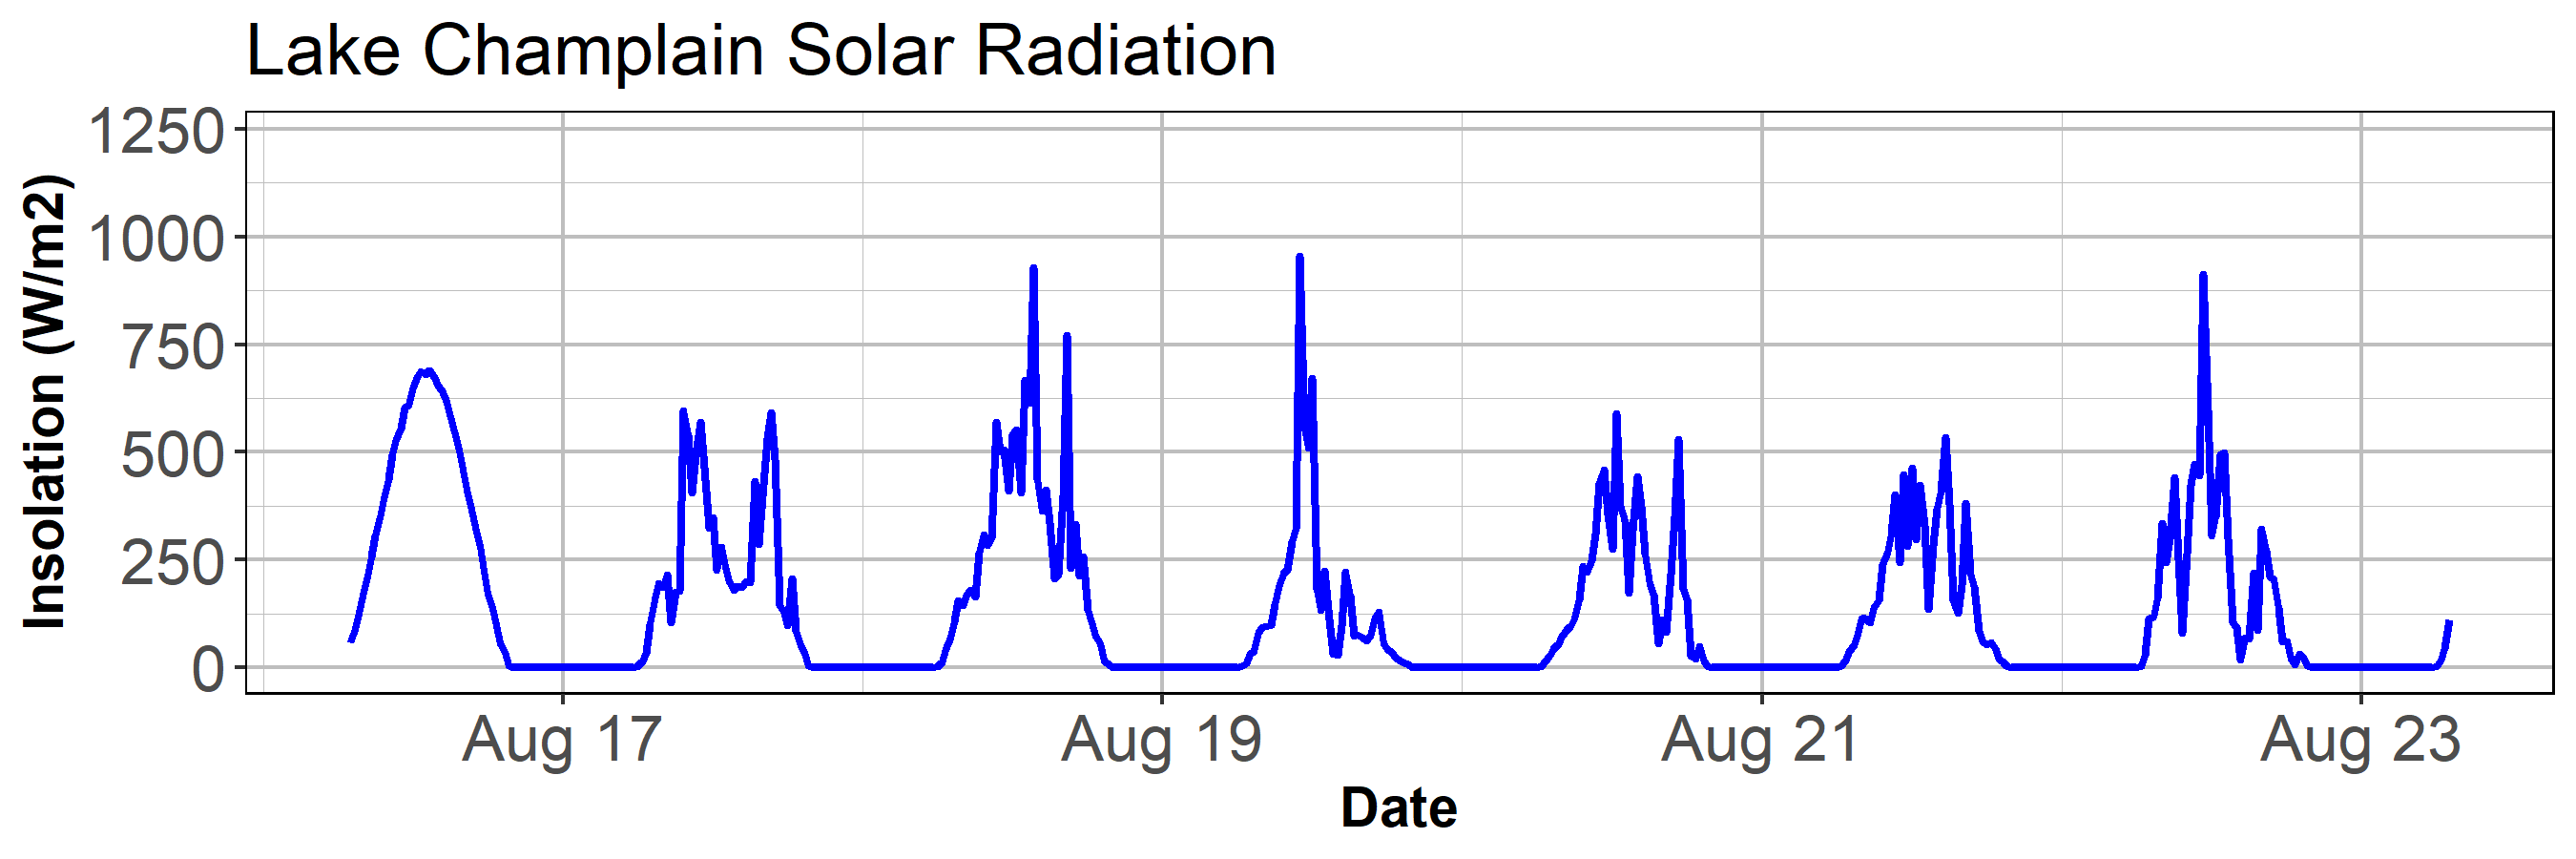 Lake Champlain Solar Radiation
Insolation (W/m2)
1250
1000
750
500
250
0
Aug 17 Aug 19 Aug 21 Aug 23
Date